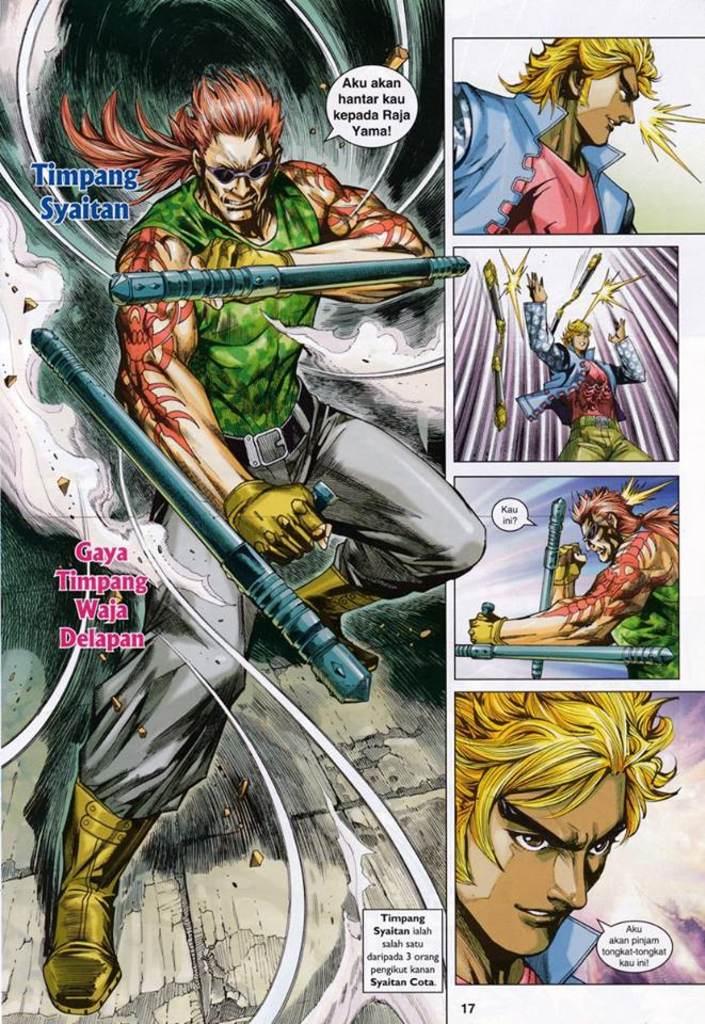 Aku akan
hantar kau
kepada Raja
Yama!
Timpang
Syaitan
Gaya
Timpang
Waja
Delapan
Timpang
Syaitan ialah
salah satu
daripada 3 orang
pengikut kanan
Syaitan Cota.
Kau
ini?
Aku
akan pinjam
tongkat-tongkat
kau ini!
17